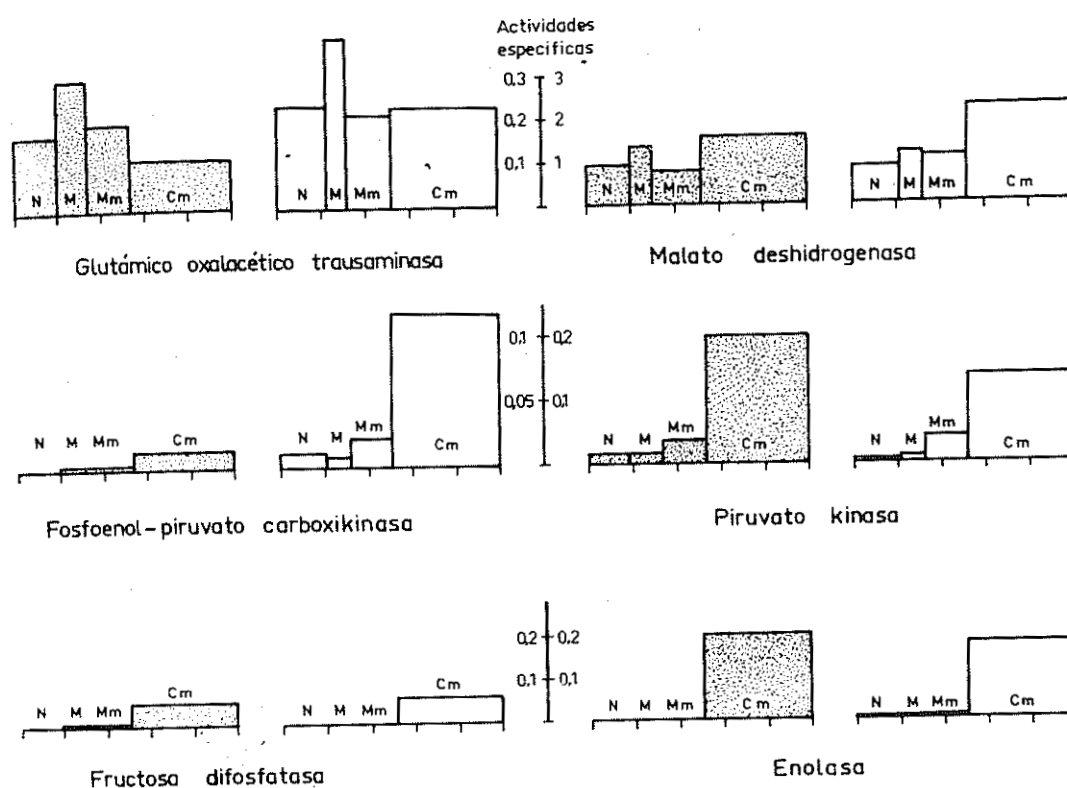 Actividades
específicas
0.3 3
0.2 2
0.1 1
N M Mm Cm
N M Mm Cm
N M Mm Cm
N M Mm Cm
Glutámico oxalacético trausaminasa
Malato deshidrogenasa
0,1 0,2
0,05 0,1
N M Mm Cm
N M Mm Cm
N M Mm Cm
N M Mm Cm
Fosfoenol-piruvato carboxikinasa
Piruvato kinasa
0,2 0,2
0,1 0,1
N M Mm Cm
N M Mm Cm
N M Mm Cm
N M Mm Cm
Fructosa difosfatasa
Enolasa